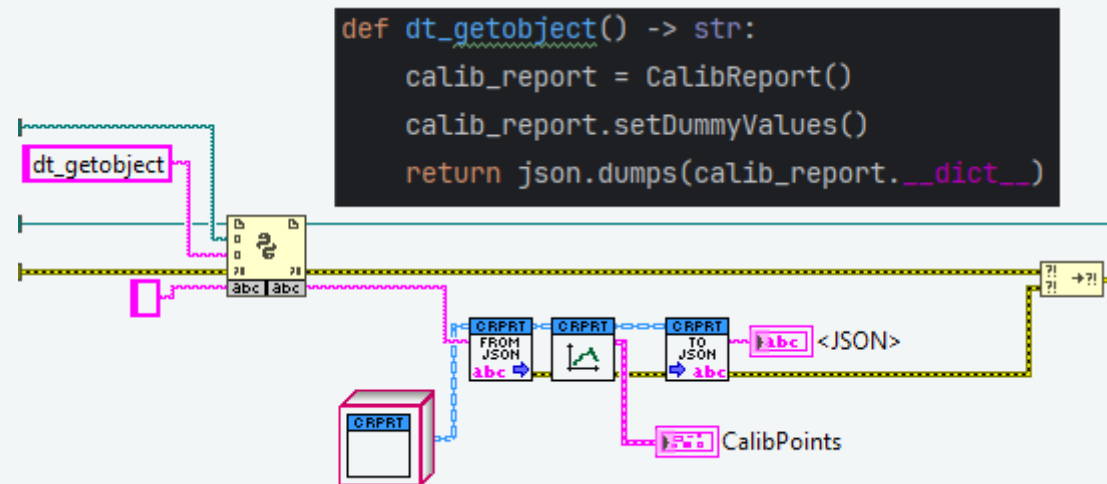 def dt_getobject() -> str:
calib_report = CalibReport()
calib_report.setDummyValues()
return json.dumps(calib_report.__dict__)
dt_getobject
?! ?!
abc abc
?!
?! →?!
CRPRT CRPRT CRPRT
FROM JSON abc
TO JSON abc
abc <JSON>
CRPRT
CalibPoints